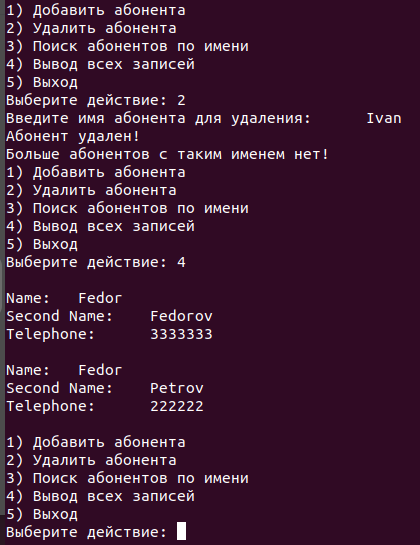 1) Добавить абонента
2) Удалить абонента
3) Поиск абонентов по имени
4) Вывод всех записей
5) Выход
Выберите действие: 2
Введите имя абонента для удаления:      Ivan
Абонент удален!
Больше абонентов с таким именем нет!
1) Добавить абонента
2) Удалить абонента
3) Поиск абонентов по имени
4) Вывод всех записей
5) Выход
Выберите действие: 4
Name:   Fedor
Second Name:    Fedorov
Telephone:      3333333
Name:   Fedor
Second Name:    Petrov
Telephone:      222222
1) Добавить абонента
2) Удалить абонента
3) Поиск абонентов по имени
4) Вывод всех записей
5) Выход
Выберите действие: